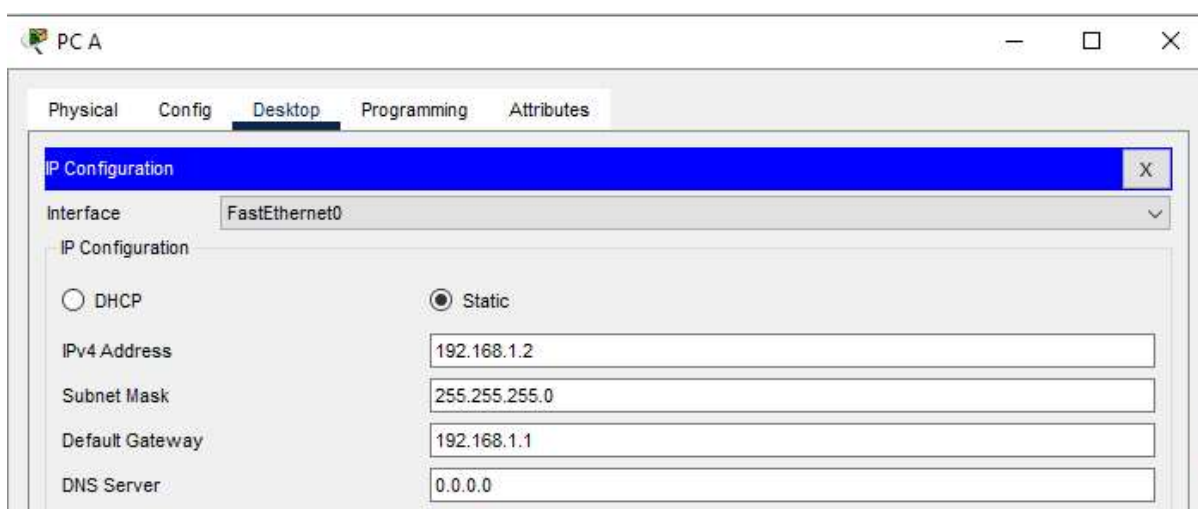 PC A
Physical Config Desktop Programming Attributes
IP Configuration X
Interface FastEthernet0
IP Configuration
DHCP Static
IPv4 Address 192.168.1.2
Subnet Mask 255.255.255.0
Default Gateway 192.168.1.1
DNS Server 0.0.0.0